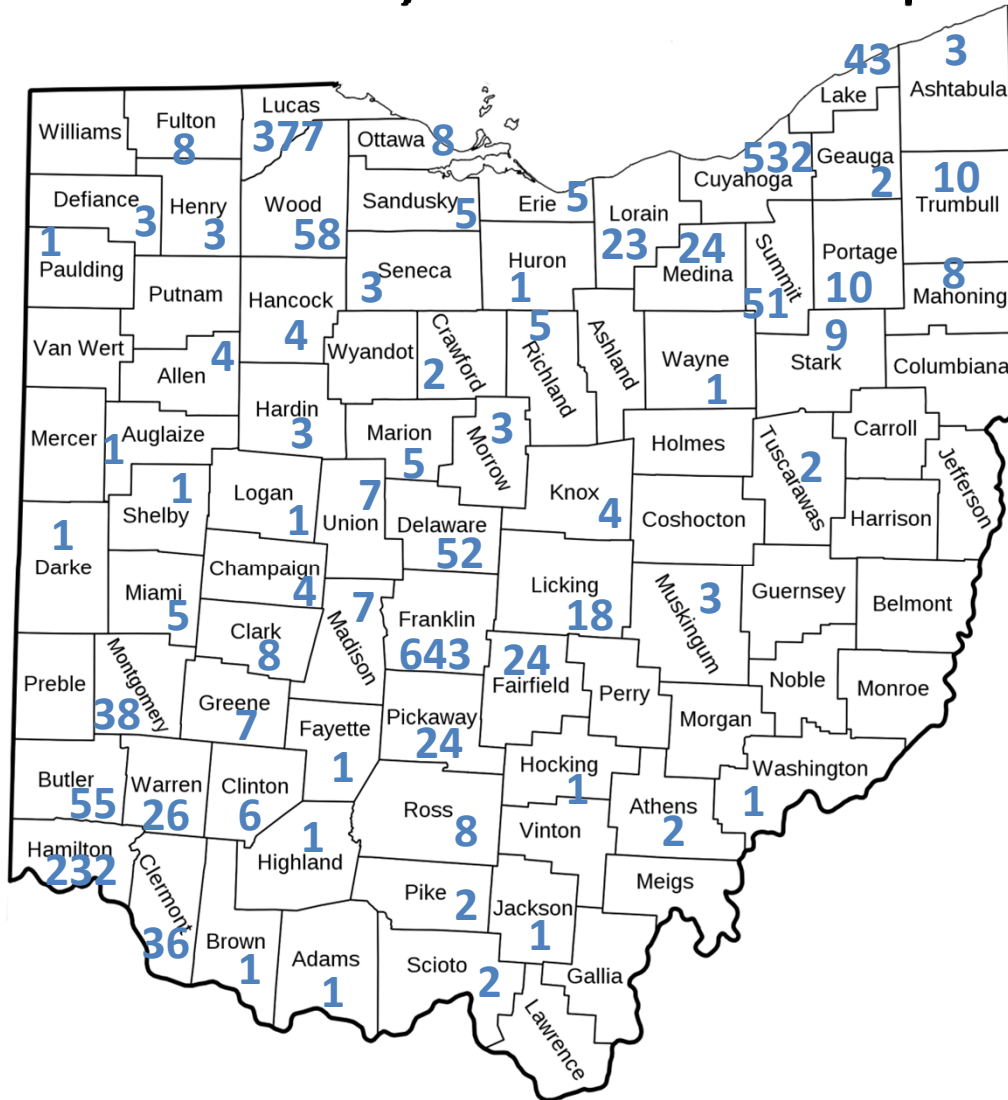 43
3
Lake
Ashtabula
Lucas
377
Williams
Fulton
8
Ottawa 8
532
Cuyahoga
Geauga
2
10
Trumbull
Defiance
3
Henry
3
Wood
58
Sandusky
5
Erie 5
Lorain
23
24
Medina
Summit
51
Portage
10
8
Mahoning
1
Paulding
Putnam
Hancock
4
Seneca
3
Huron
1
Van Wert
Allen
4
Wyandot
Crawford
2
5
Richland
Ashland
Wayne
1
9
Stark
Columbiana
Mercer
1
Auglaize
Hardin
3
Marion
5
3
Morrow
Holmes
Tuscarawas
2
Carroll
Jefferson
1
Shelby
Logan
1
7
Union
Delaware
52
Knox
4
Coshocton
Harrison
1
Darke
Miami
5
Champaign
4
Licking
18
Muskingum
3
Guernsey
Belmont
Clark
8
7
Madison
Franklin
643
24
Fairfield
Perry
Noble
Monroe
Preble
Montgomery
38
Greene
7
Fayette
1
Pickaway
24
Morgan
Hocking
1
Washington
1
Butler
55
Warren
26
Clinton
6
Ross
8
Vinton
Athens
2
Hamilton
232
Clermont
36
1
Highland
Pike 2
Jackson
1
Meigs
Brown
1
Adams
1
Scioto
2
Gallia
Lawrence